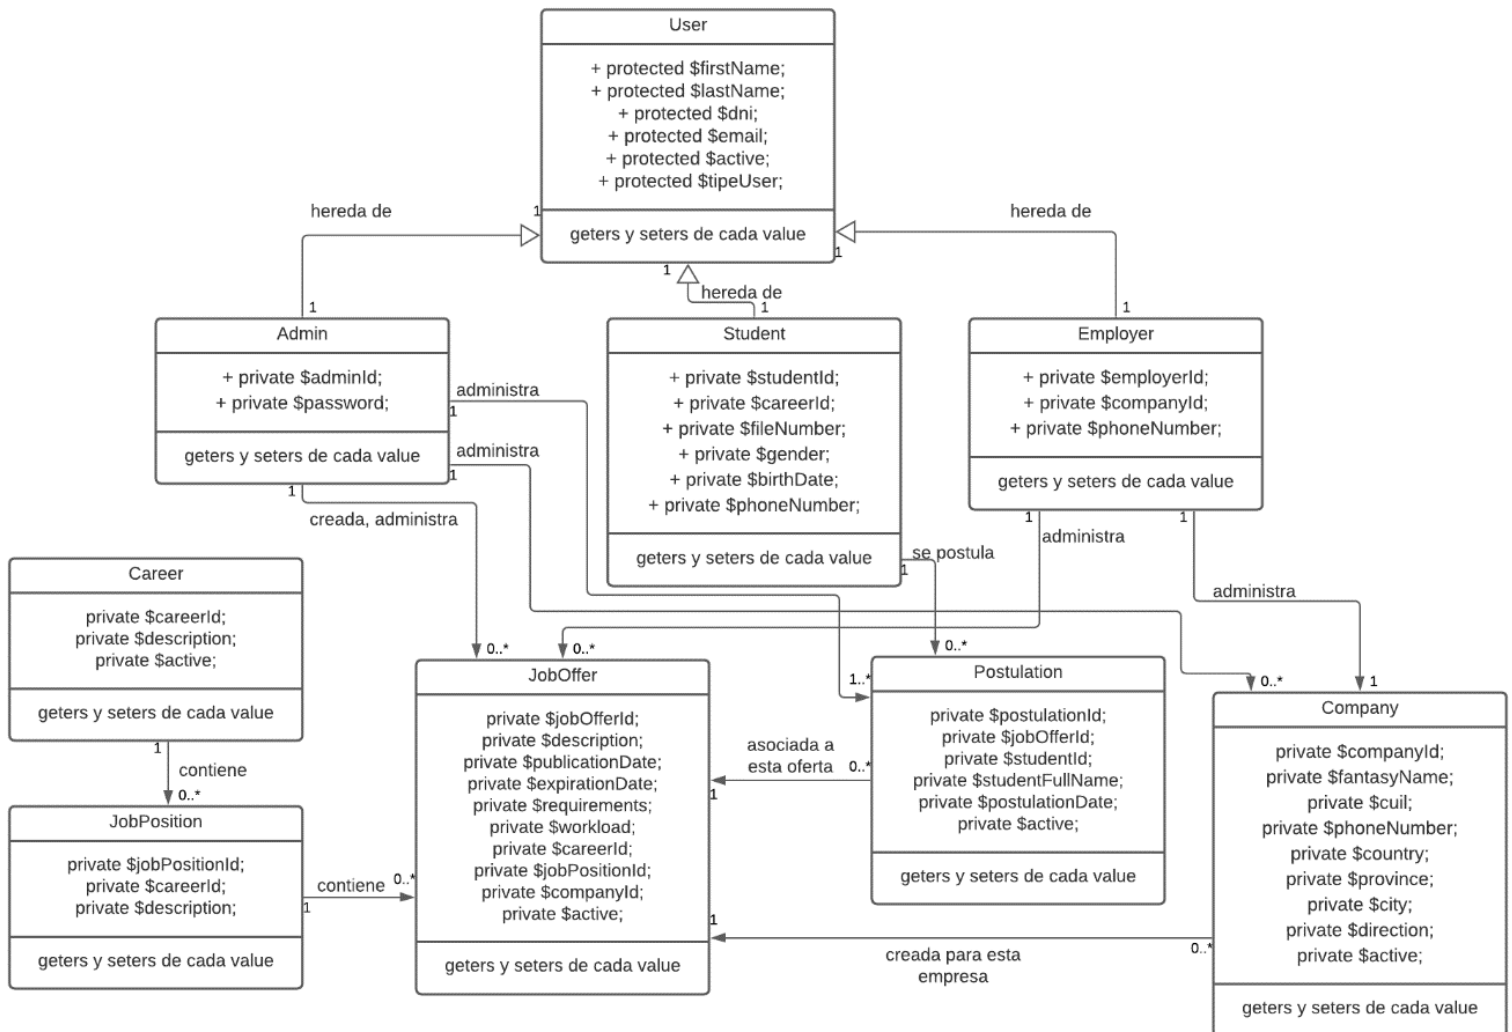 User
+ protected $firstName;
+ protected $lastName;
+ protected $dni;
+ protected $email;
+ protected $active;
+ protected $tipeUser;
geters y seters de cada value
hereda de
1
1
hereda de
1
1
hereda de
1
1
Admin
+ private $adminId;
+ private $password;
geters y seters de cada value
Student
+ private $studentId;
+ private $careerId;
+ private $fileNumber;
+ private $gender;
+ private $birthDate;
+ private $phoneNumber;
geters y seters de cada value
Employer
+ private $employerId;
+ private $companyId;
+ private $phoneNumber;
geters y seters de cada value
administra
1
administra
1
1
creada, administra
se postula
1
1
administra
1
administra
Career
private $careerId;
private $description;
private $active;
geters y seters de cada value
1
contiene
0..*
JobPosition
private $jobPositionId;
private $careerId;
private $description;
geters y seters de cada value
contiene
0..*
1
0..*
0..*
JobOffer
private $jobOfferId;
private $description;
private $publicationDate;
private $expirationDate;
private $requirements;
private $workload;
private $careerId;
private $jobPositionId;
private $companyId;
private $active;
geters y seters de cada value
0..*
1..*
Postulation
private $postulationId;
private $jobOfferId;
private $studentId;
private $studentFullName;
private $postulationDate;
private $active;
geters y seters de cada value
asociada a
esta oferta
0..*
1
0..*
1
Company
private $companyId;
private $fantasyName;
private $cuil;
private $phoneNumber;
private $country;
private $province;
private $city;
private $direction;
private $active;
geters y seters de cada value
1
0..*
creada para esta
empresa